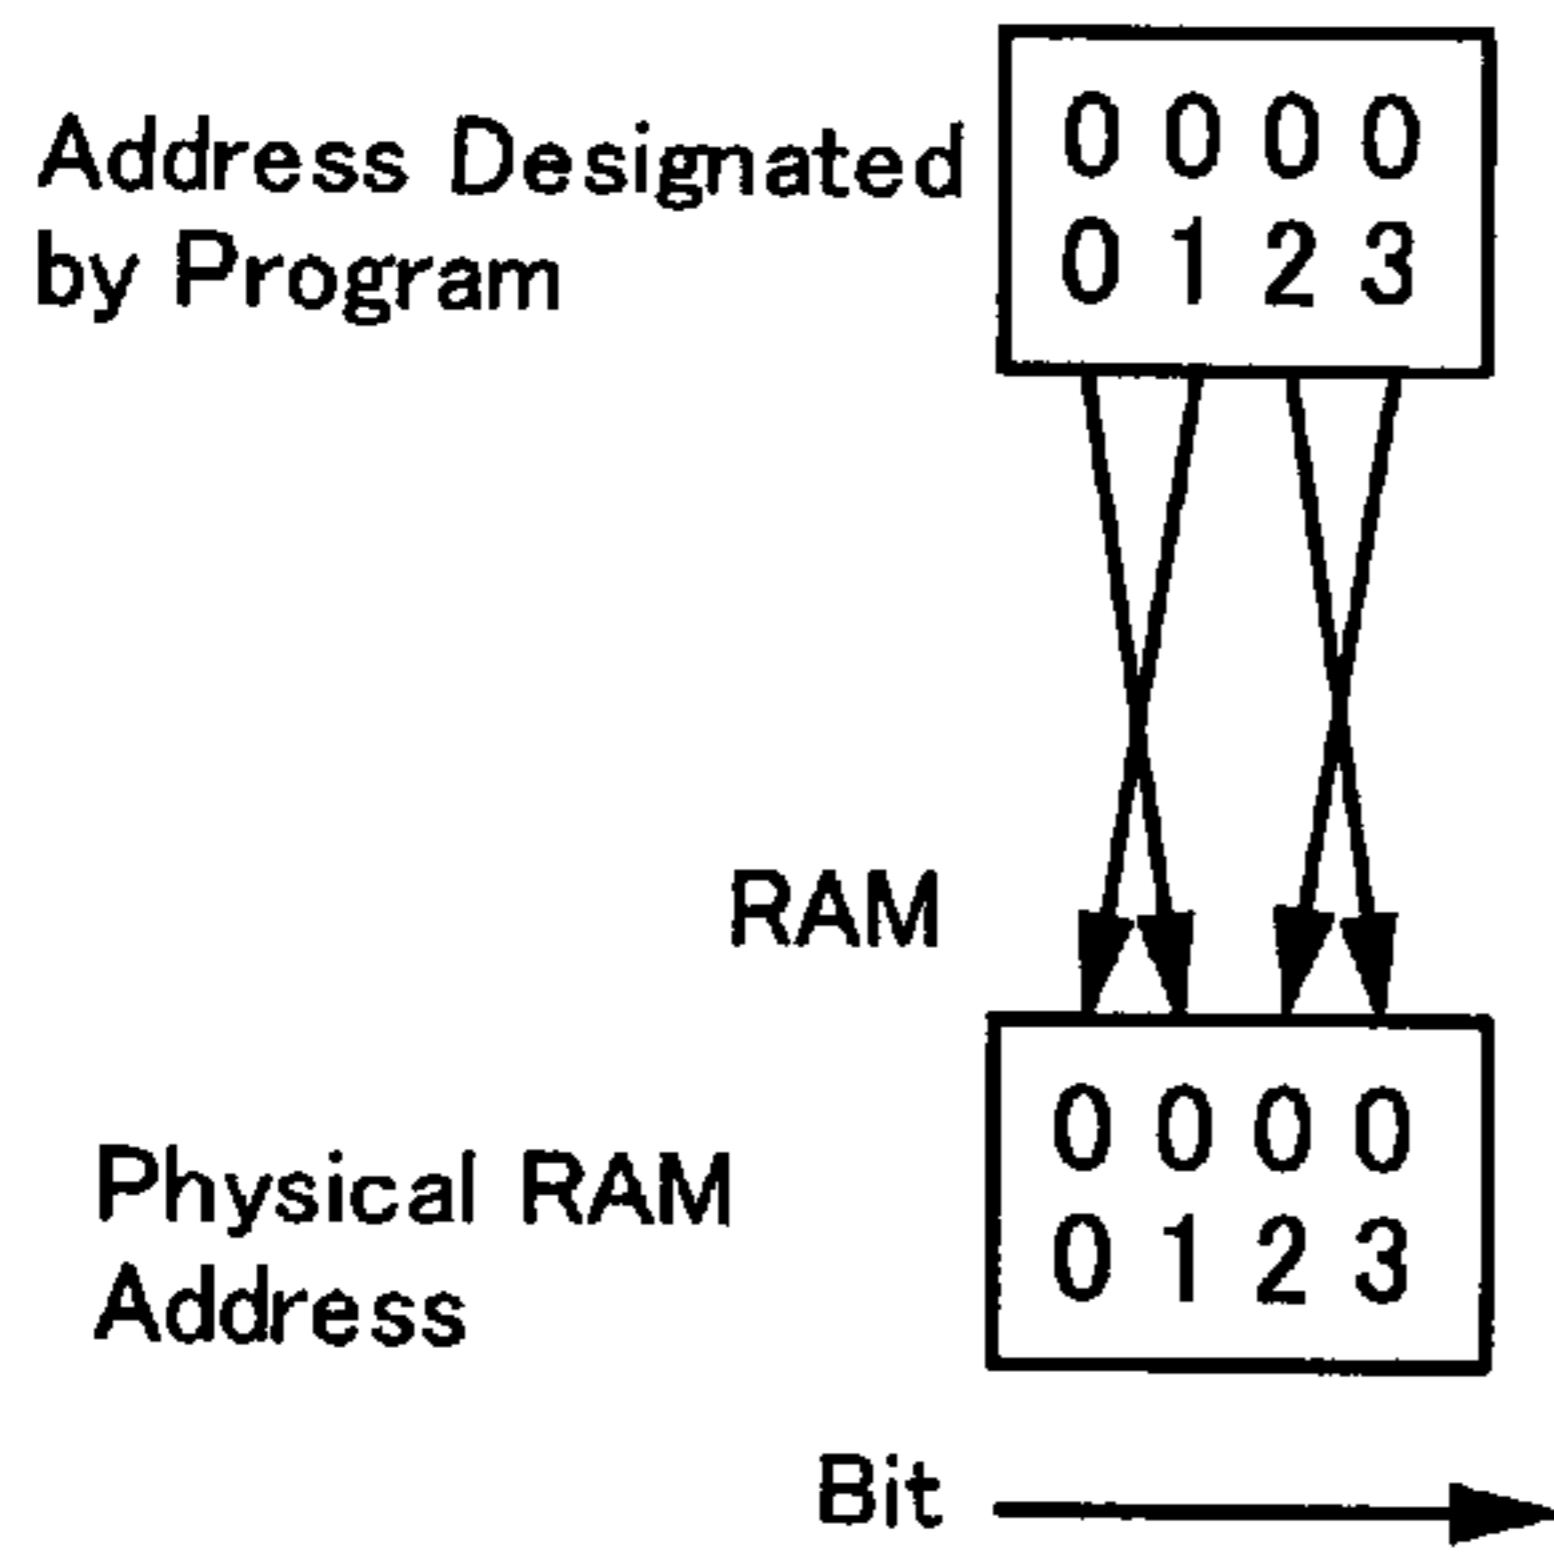 Address Designated
by Program
0 0 0 0
0 1 2 3
RAM
Physical RAM
Address
0 0 0 0
0 1 2 3
Bit